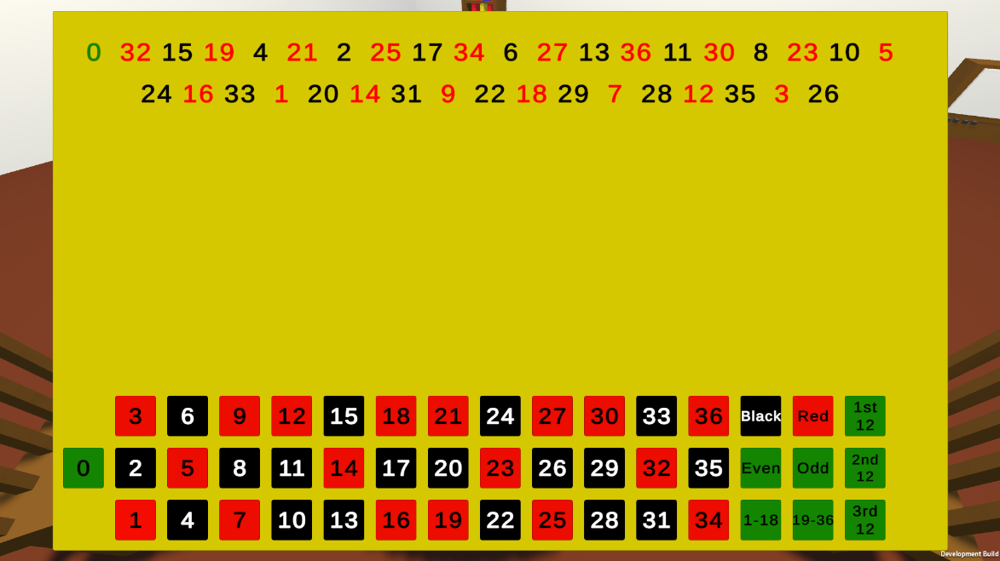 0 32 15 19 4 21 2 25 17 34 6 27 13 36 11 30 8 23 10 5
24 16 33 1 20 14 31 9 22 18 29 7 28 12 35 3 26
3 6 9 12 15 18 21 24 27 30 33 36 Black Red 1st 12
0 2 5 8 11 14 17 20 23 26 29 32 35 Even Odd 2nd 12
1 4 7 10 13 16 19 22 25 28 31 34 1-18 19-36 3rd 12
Development Build